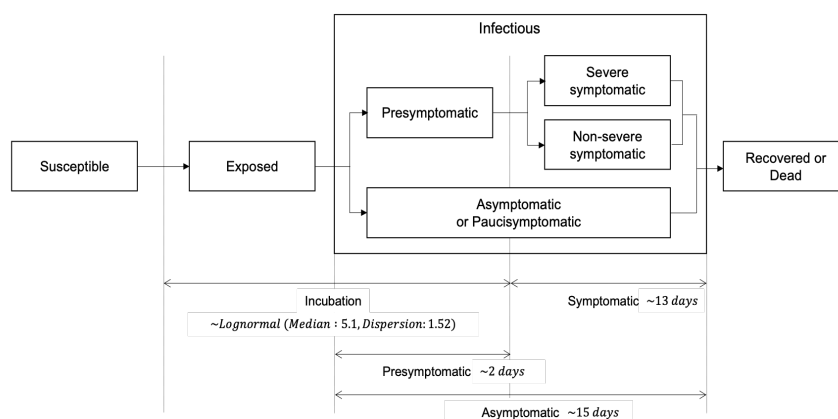 Infectious
Severe
symptomatic
Presymptomatic
Non-severe
symptomatic
Susceptible
Exposed
Recovered or
Dead
Asymptomatic
or Paucisymptomatic
Incubation
~Lognormal (Median : 5.1, Dispersion: 1.52)
Symptomatic ~13 days
Presymptomatic ~2 days
Asymptomatic ~15 days